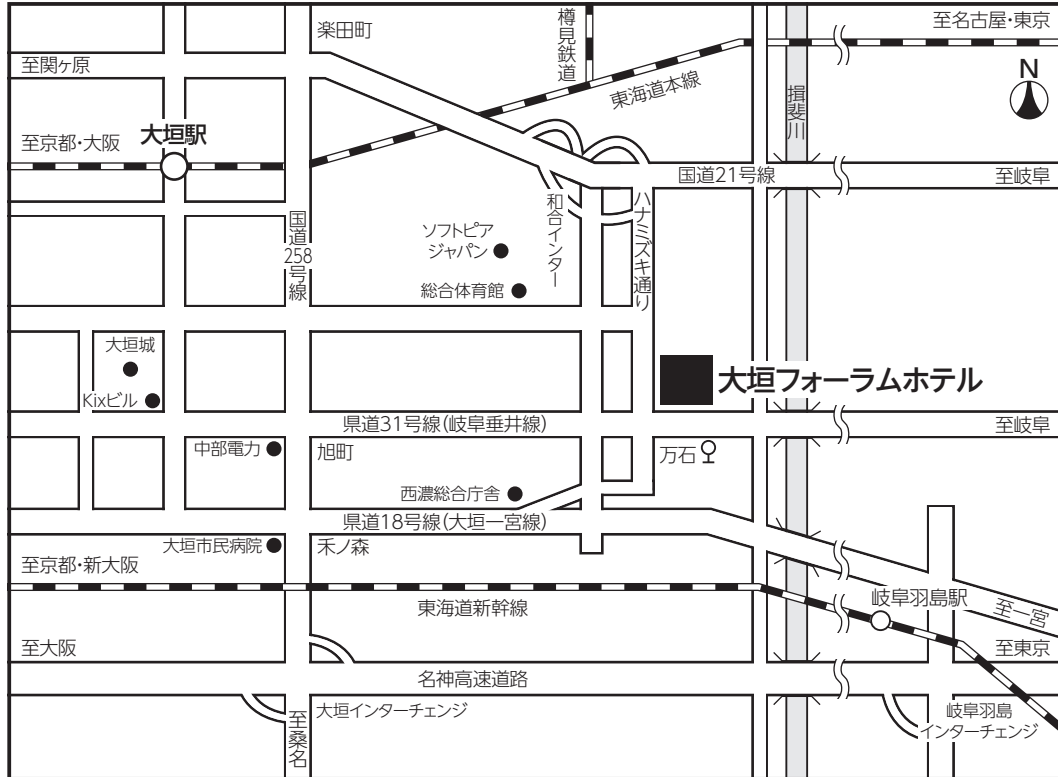 楽田町
樽見鉄道
至名古屋・東京
至関ヶ原
東海道本線
揖斐川
N
至京都・大阪
大垣駅
国道21号線
至岐阜
国道258号線
ソフトピア
ジャパン
和合インター
ハナミズキ通り
総合体育館
大垣城
Kixビル
大垣フォーラムホテル
県道31号線(岐阜垂井線)
至岐阜
中部電力
旭町
万石
西濃総合庁舎
県道18号線(大垣一宮線)
大垣市民病院
禾ノ森
至京都・新大阪
東海道新幹線
岐阜羽島駅
至一宮
至大阪
至東京
名神高速道路
大垣インターチェンジ
至桑名
岐阜羽島
インターチェンジ